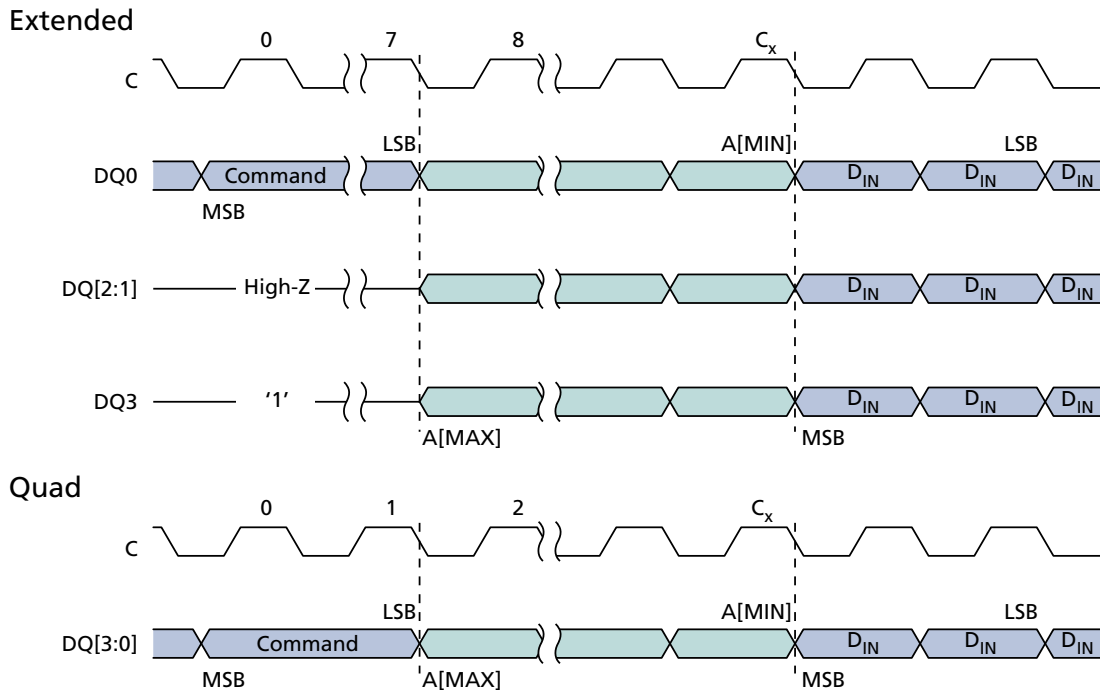 Extended
0 7 8 Cx
C
LSB A[MIN] LSB
DQ0 Command DIN DIN DIN
MSB
DQ[2:1] High-Z DIN DIN DIN
DQ3 '1' DIN DIN DIN
A[MAX] MSB
Quad
0 1 2 Cx
C
LSB A[MIN] LSB
DQ[3:0] Command DIN DIN DIN
MSB A[MAX] MSB